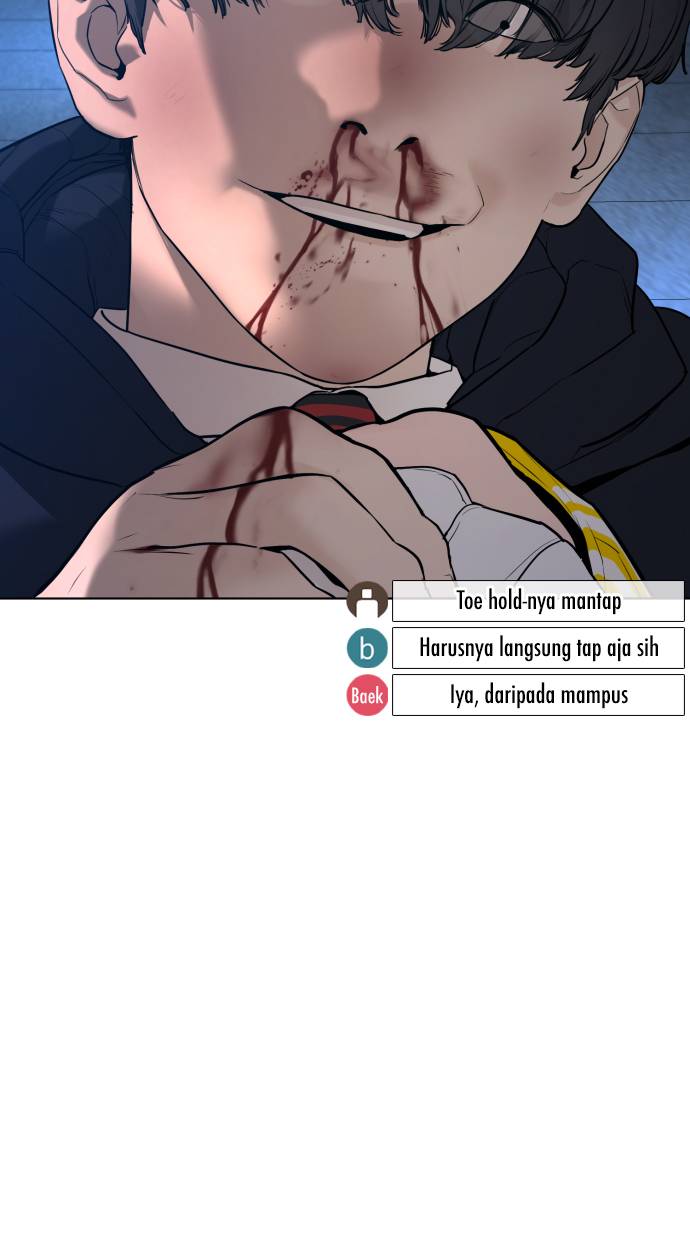 Toe hold-nya mantap
b
Harusnya langsung tap aja sih
Baek
Iya, daripada mampus